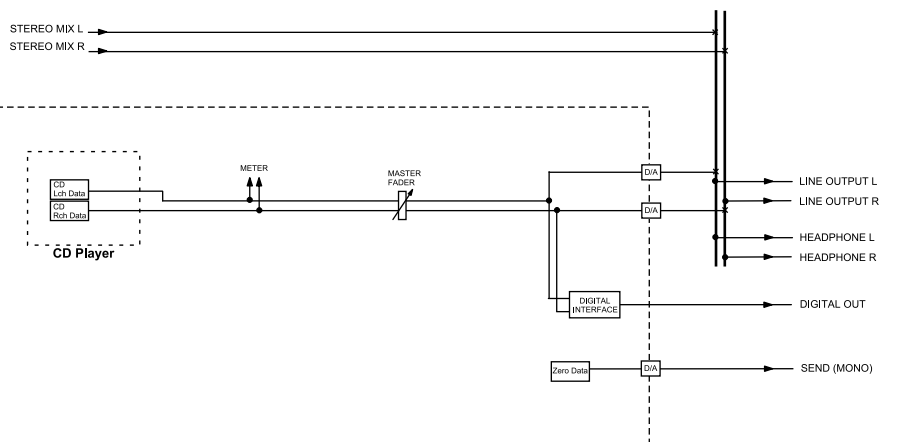 STEREO MIX L
STEREO MIX R
CD
Lch Data
CD
Rch Data
CD Player
METER
MASTER
FADER
D/A
D/A
LINE OUTPUT L
LINE OUTPUT R
HEADPHONE L
HEADPHONE R
DIGITAL
INTERFACE
DIGITAL OUT
Zero Data
D/A
SEND (MONO)